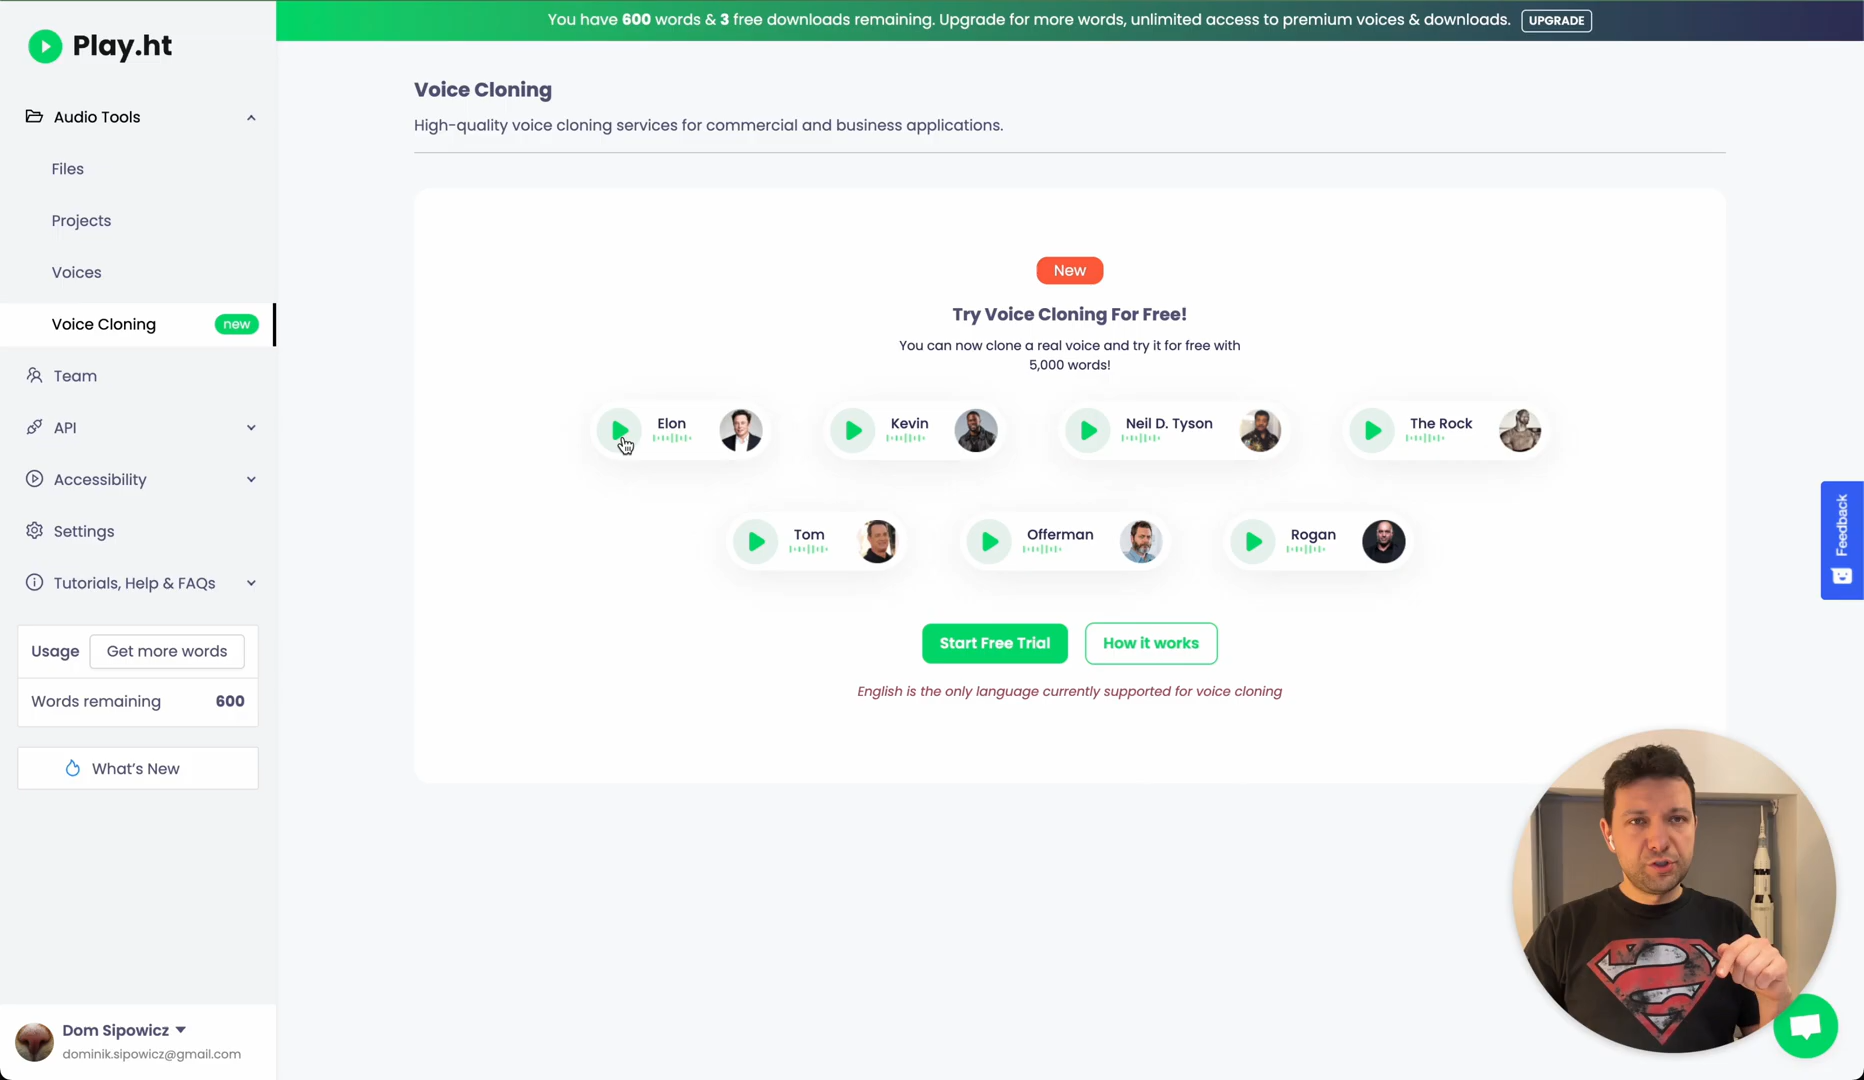 You have 600 words & 3 free downloads remaining. Upgrade for more words, unlimited access to premium voices & downloads. UPGRADE
Play.ht
Audio Tools
Files
Projects
Voices
Voice Cloning new
Team
API
Accessibility
Settings
Tutorials, Help & FAQs
Usage Get more words
Words remaining 600
What's New
Dom Sipowicz
dominik.sipowicz@gmail.com
Voice Cloning
High-quality voice cloning services for commercial and business applications.
New
Try Voice Cloning For Free!
You can now clone a real voice and try it for free with
5,000 words!
Elon Kevin Neil D. Tyson The Rock
Tom Offerman Rogan
Start Free Trial How it works
English is the only language currently supported for voice cloning
Feedback